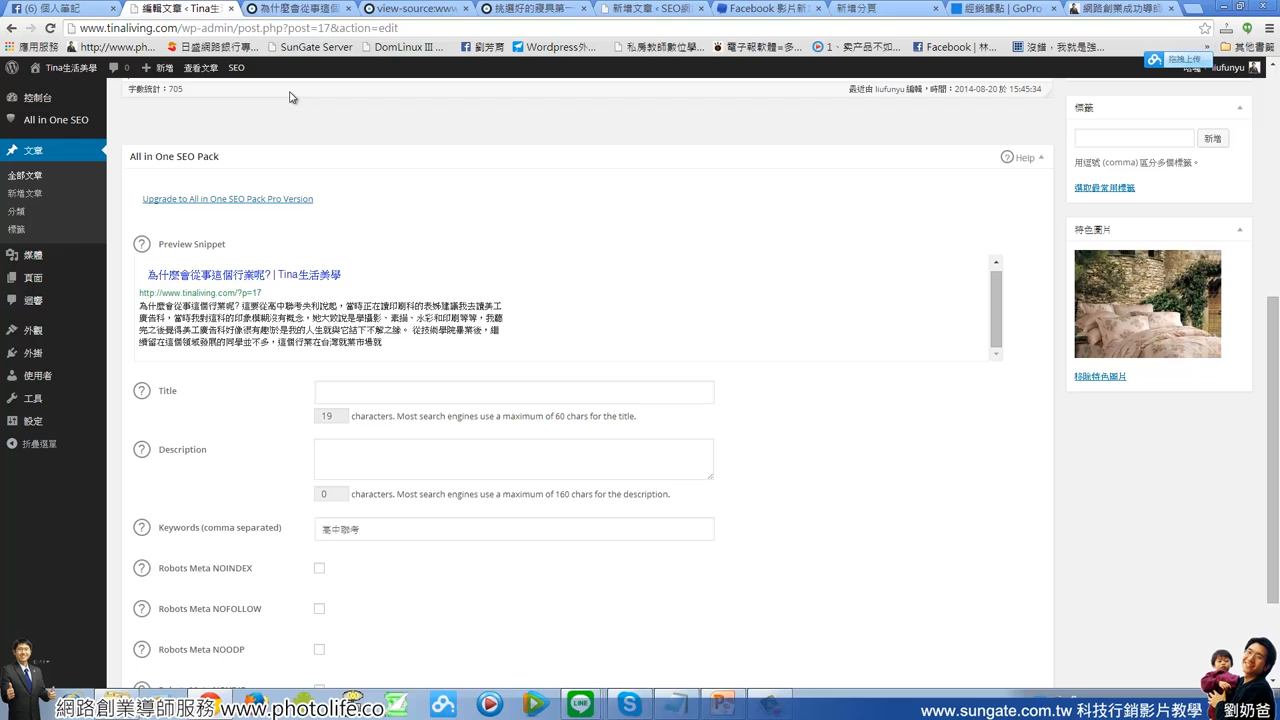 (6) 個人筆記
編輯文章 ‹ Tina生
為什麼會從事這個
view-source:www
挑選好的寢具第一
新增文章 ‹ SEO網
Facebook 影片新
新增分頁
經銷據點 | GoPro
網路創業成功導師
www.tinaliving.com/wp-admin/post.php?post=17&action=edit
應用服務
http://www.ph...
日盛網路銀行專...
SunGate Server
DomLinux III ...
劉芳育
Wordpress外...
私房教師數位學...
電子報軟體=多...
1、卖产品不如...
Facebook | 林...
沒錯，我就是強...
»
其他書籤
拖拽上传
Tina生活美學
0
新增
查看文章
SEO
liufunyu
控制台
All in One SEO
文章
全部文章
新增文章
分類
標籤
媒體
頁面
迴響
外觀
外掛
使用者
工具
設定
折疊選單
字數統計：705
最近由 liufunyu 編輯，時間：2014-08-20 於 15:45:34
All in One SEO Pack
Help
Upgrade to All in One SEO Pack Pro Version
Preview Snippet
為什麼會從事這個行業呢? | Tina生活美學
http://www.tinaliving.com/?p=17
為什麼會從事這個行業呢? 這要從高中聯考失利說起，當時正在讀印刷科的表姊建議我去讀美工
廣告科，當時我對這科的印象模糊沒有概念，她大致說是學攝影、素描、水彩和印刷等等，我聽
完之後覺得美工廣告科好像很有趣!於是我的人生就與它結下不解之緣。 從技術學院畢業後，繼
續留在這個領域發展的同學並不多，這個行業在台灣就業市場就
Title
19 characters. Most search engines use a maximum of 60 chars for the title.
Description
0 characters. Most search engines use a maximum of 160 chars for the description.
Keywords (comma separated)
高中聯考
Robots Meta NOINDEX
Robots Meta NOFOLLOW
Robots Meta NOODP
標籤
新增
用逗號 (comma) 區分多個標籤。
選取最常用標籤
特色圖片
移除特色圖片
網路創業導師服務 www.photolife.co
www.sungate.com.tw 科技行銷影片教學
劉奶爸